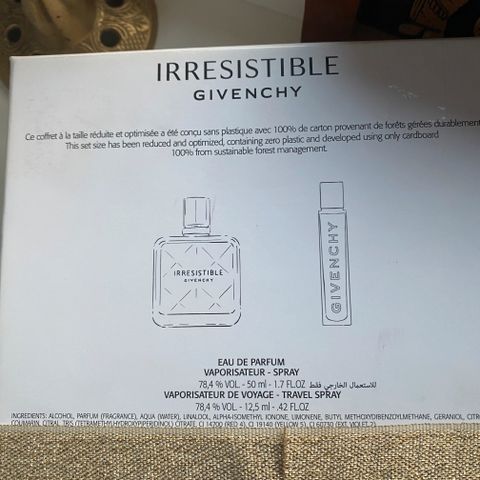 IRRESISTIBLE
GIVENCHY
Ce coffret à la taille réduite et optimisée a été conçu sans plastique avec 100% de carton provenant de forêts gérées durablement
This set size has been reduced and optimized, containing zero plastic and developed using only cardboard
100% from sustainable forest management.
IRRESISTIBLE
GIVENCHY
GIVENCHY
EAU DE PARFUM
VAPORISATEUR - SPRAY
78,4 % VOL - 50 ml - 1.7 FL.OZ للاستعمال الخارجي فقط
VAPORISATEUR DE VOYAGE - TRAVEL SPRAY
78,4 % VOL - 12,5 ml - .42 FL.OZ
INGREDIENTS: ALCOHOL, PARFUM (FRAGRANCE), AQUA (WATER), LINALOOL, ALPHA-ISOMETHYL IONONE, LIMONENE, BUTYL METHOXYDIBENZOYLMETHANE, GERANIOL,
COUMARIN, CITRAL, TRIS (TETRAMETHYLHYDROXYPIPERIDINOL) CITRATE, CI 14700 (RED 4), CI 19140 (YELLOW 5), CI 60730 (EXT. VIOLET 2).